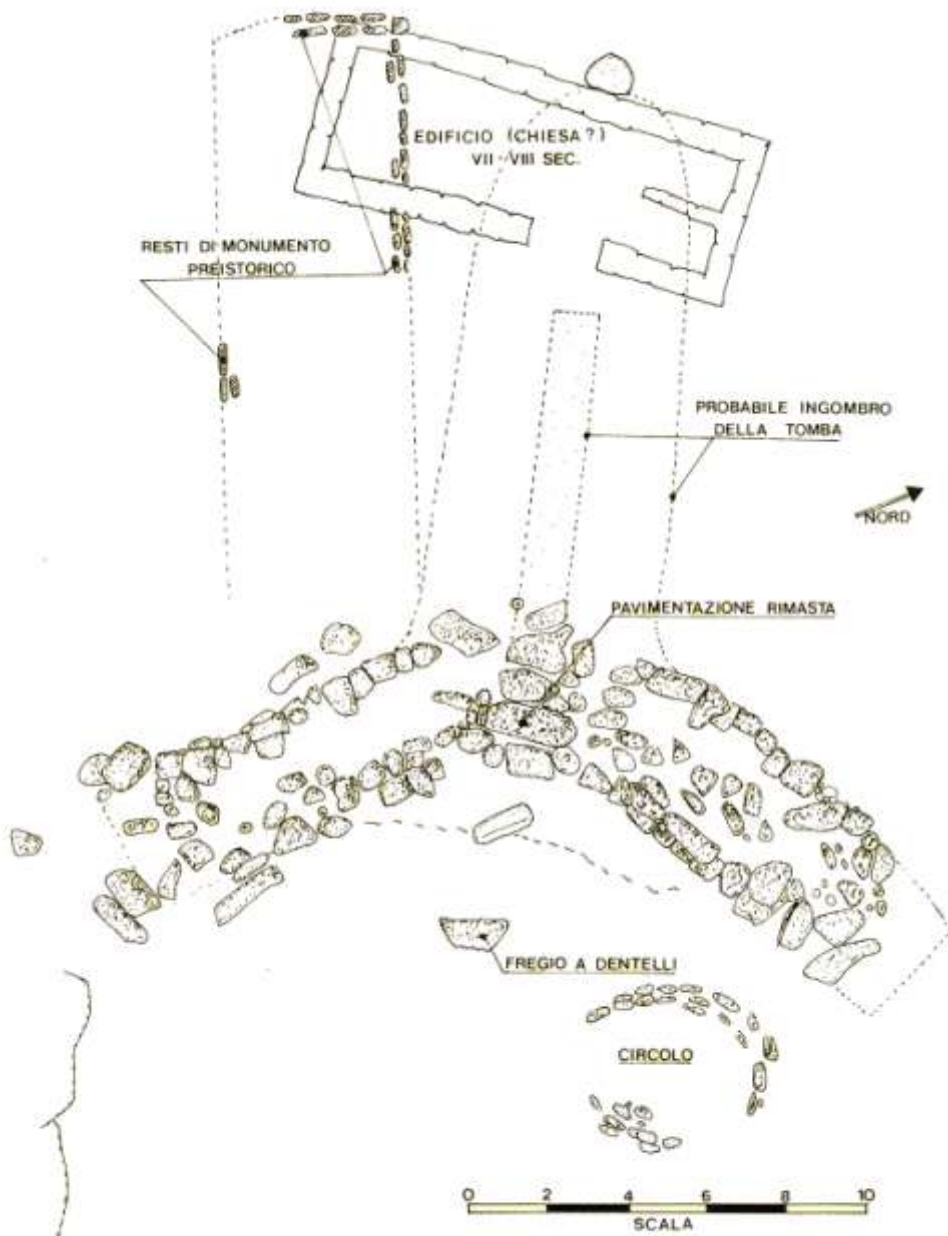 EDIFICIO (CHIESA?)
VII-VIII SEC.
RESTI DI MONUMENTO
PREISTORICO
PROBABILE INGOMBRO
DELLA TOMBA
NORD
PAVIMENTAZIONE RIMASTA
FREGIO A DENTELLI
CIRCOLO
0 2 4 6 8 10
SCALA